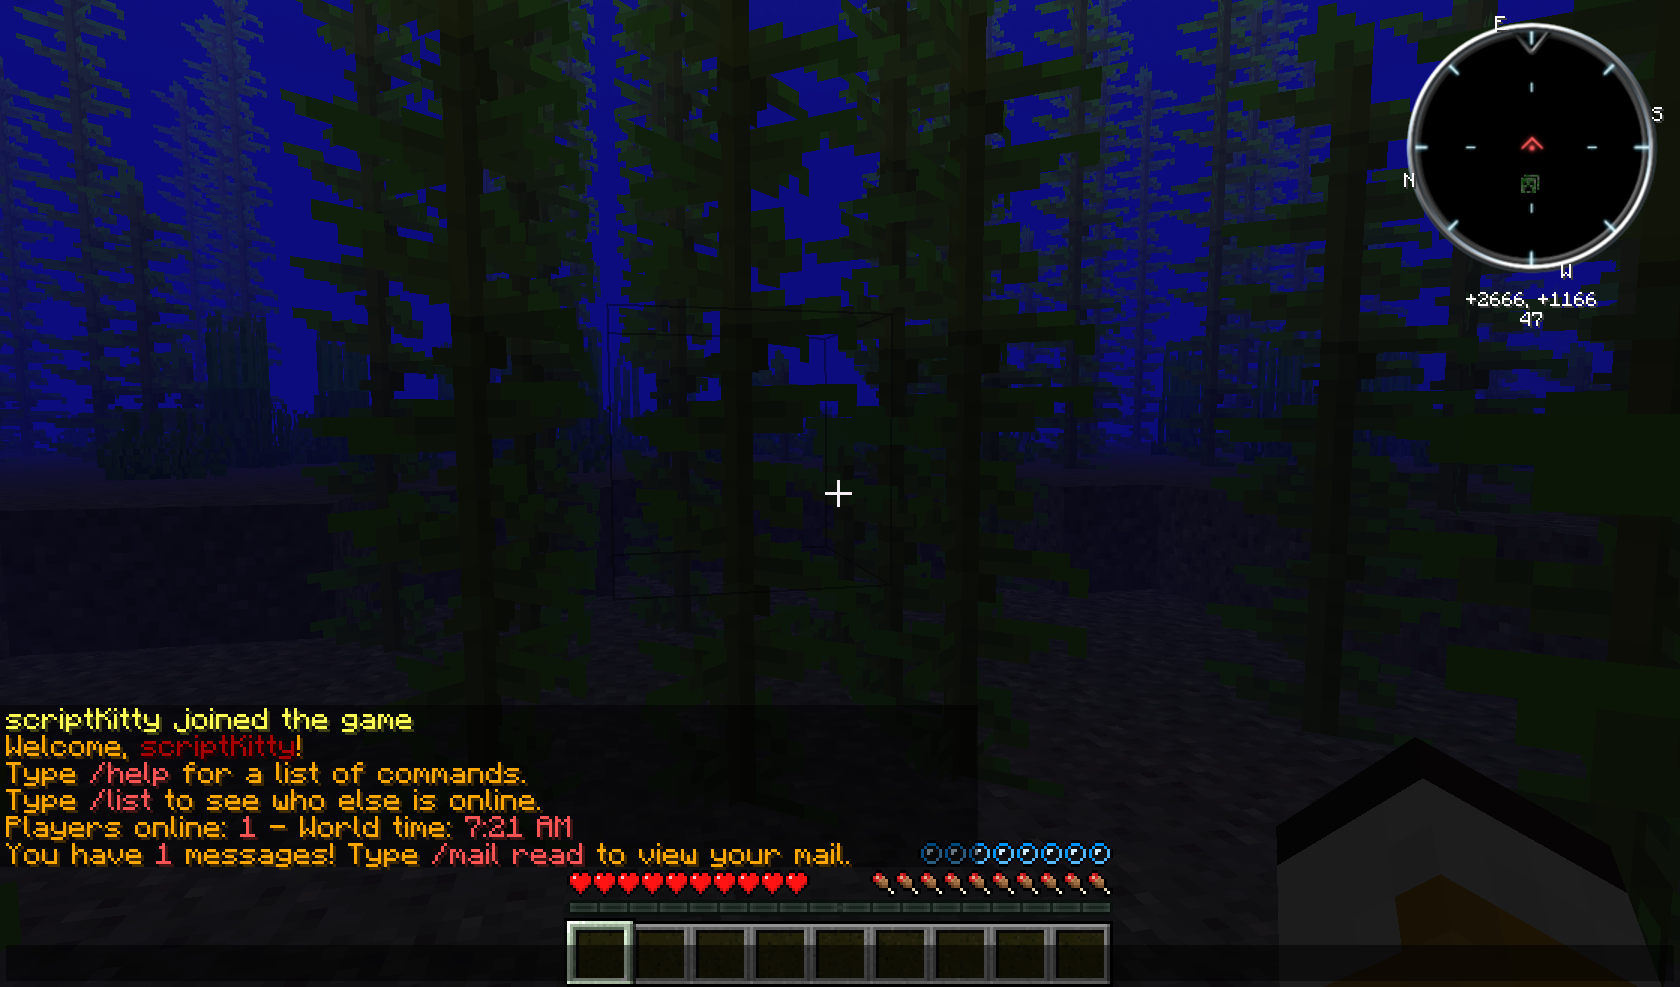 E
S
N
W
+2666, +1166
47
scriptKitty joined the game
Welcome, scriptKitty!
Type /help for a list of commands.
Type /list to see who else is online.
Players online: 1 - World time: 7:21 AM
You have 1 messages! Type /mail read to view your mail.